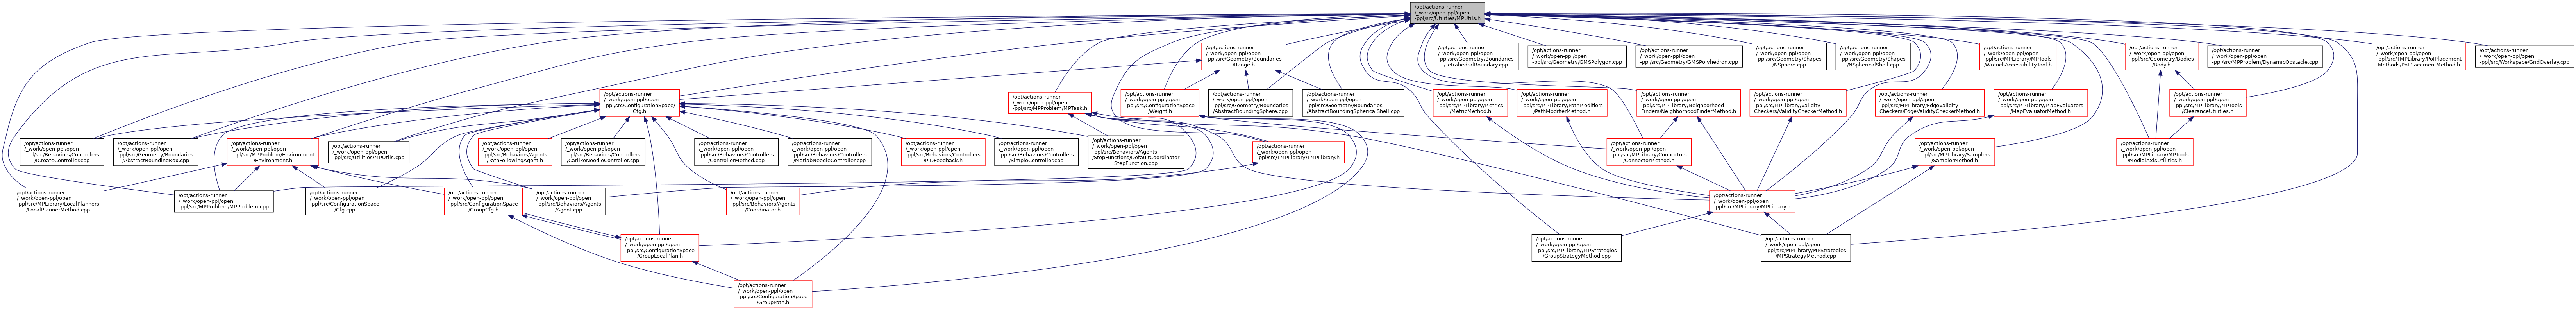 /opt/actions-runner
/_work/open-ppl/open
-ppl/src/Utilities/MPUtils.h
/opt/actions-runner
/_work/open-ppl/open
-ppl/src/Geometry/Boundaries
/Range.h
/opt/actions-runner
/_work/open-ppl/open
-ppl/src/Geometry/Boundaries
/TetrahedralBoundary.cpp
/opt/actions-runner
/_work/open-ppl/open
-ppl/src/Geometry/GMSPolygon.cpp
/opt/actions-runner
/_work/open-ppl/open
-ppl/src/Geometry/GMSPolyhedron.cpp
/opt/actions-runner
/_work/open-ppl/open
-ppl/src/Geometry/Shapes
/NSphere.cpp
/opt/actions-runner
/_work/open-ppl/open
-ppl/src/Geometry/Shapes
/NSphericalShell.cpp
/opt/actions-runner
/_work/open-ppl/open
-ppl/src/MPLibrary/MPTools
/WrenchAccessibilityTool.h
/opt/actions-runner
/_work/open-ppl/open
-ppl/src/Geometry/Bodies
/Body.h
/opt/actions-runner
/_work/open-ppl/open
-ppl/src/MPProblem/DynamicObstacle.cpp
/opt/actions-runner
/_work/open-ppl/open
-ppl/src/TMPLibrary/PoIPlacement
Methods/PoIPlacementMethod.h
/opt/actions-runner
/_work/open-ppl/open
-ppl/src/Workspace/GridOverlay.cpp
/opt/actions-runner
/_work/open-ppl/open
-ppl/src/ConfigurationSpace/
Cfg.h
/opt/actions-runner
/_work/open-ppl/open
-ppl/src/MPProblem/MPTask.h
/opt/actions-runner
/_work/open-ppl/open
-ppl/src/ConfigurationSpace
/Weight.h
/opt/actions-runner
/_work/open-ppl/open
-ppl/src/Geometry/Boundaries
/AbstractBoundingSphere.cpp
/opt/actions-runner
/_work/open-ppl/open
-ppl/src/Geometry/Boundaries
/AbstractBoundingSphericalShell.cpp
/opt/actions-runner
/_work/open-ppl/open
-ppl/src/MPLibrary/Metrics
/MetricMethod.h
/opt/actions-runner
/_work/open-ppl/open
-ppl/src/MPLibrary/PathModifiers
/PathModifierMethod.h
/opt/actions-runner
/_work/open-ppl/open
-ppl/src/MPLibrary/Neighborhood
Finders/NeighborhoodFinderMethod.h
/opt/actions-runner
/_work/open-ppl/open
-ppl/src/MPLibrary/Validity
Checkers/ValidityCheckerMethod.h
/opt/actions-runner
/_work/open-ppl/open
-ppl/src/MPLibrary/EdgeValidity
Checkers/EdgeValidityCheckerMethod.h
/opt/actions-runner
/_work/open-ppl/open
-ppl/src/MPLibrary/MapEvaluators
/MapEvaluatorMethod.h
/opt/actions-runner
/_work/open-ppl/open
-ppl/src/MPLibrary/MPTools
/ClearanceUtilities.h
/opt/actions-runner
/_work/open-ppl/open
-ppl/src/Behaviors/Controllers
/ICreateController.cpp
/opt/actions-runner
/_work/open-ppl/open
-ppl/src/Geometry/Boundaries
/AbstractBoundingBox.cpp
/opt/actions-runner
/_work/open-ppl/open
-ppl/src/MPProblem/Environment
/Environment.h
/opt/actions-runner
/_work/open-ppl/open
-ppl/src/Utilities/MPUtils.cpp
/opt/actions-runner
/_work/open-ppl/open
-ppl/src/Behaviors/Agents
/PathFollowingAgent.h
/opt/actions-runner
/_work/open-ppl/open
-ppl/src/Behaviors/Controllers
/CarlikeNeedleController.cpp
/opt/actions-runner
/_work/open-ppl/open
-ppl/src/Behaviors/Controllers
/ControllerMethod.cpp
/opt/actions-runner
/_work/open-ppl/open
-ppl/src/Behaviors/Controllers
/MatlabNeedleController.cpp
/opt/actions-runner
/_work/open-ppl/open
-ppl/src/Behaviors/Controllers
/PIDFeedback.h
/opt/actions-runner
/_work/open-ppl/open
-ppl/src/Behaviors/Controllers
/SimpleController.cpp
/opt/actions-runner
/_work/open-ppl/open
-ppl/src/Behaviors/Agents
/StepFunctions/DefaultCoordinator
StepFunction.cpp
/opt/actions-runner
/_work/open-ppl/open
-ppl/src/TMPLibrary/TMPLibrary.h
/opt/actions-runner
/_work/open-ppl/open
-ppl/src/MPLibrary/Connectors
/ConnectorMethod.h
/opt/actions-runner
/_work/open-ppl/open
-ppl/src/MPLibrary/Samplers
/SamplerMethod.h
/opt/actions-runner
/_work/open-ppl/open
-ppl/src/MPLibrary/MPTools
/MedialAxisUtilities.h
/opt/actions-runner
/_work/open-ppl/open
-ppl/src/MPLibrary/LocalPlanners
/LocalPlannerMethod.cpp
/opt/actions-runner
/_work/open-ppl/open
-ppl/src/MPProblem/MPProblem.cpp
/opt/actions-runner
/_work/open-ppl/open
-ppl/src/ConfigurationSpace
/Cfg.cpp
/opt/actions-runner
/_work/open-ppl/open
-ppl/src/ConfigurationSpace
/GroupCfg.h
/opt/actions-runner
/_work/open-ppl/open
-ppl/src/Behaviors/Agents
/Agent.cpp
/opt/actions-runner
/_work/open-ppl/open
-ppl/src/Behaviors/Agents
/Coordinator.h
/opt/actions-runner
/_work/open-ppl/open
-ppl/src/MPLibrary/MPLibrary.h
/opt/actions-runner
/_work/open-ppl/open
-ppl/src/ConfigurationSpace
/GroupLocalPlan.h
/opt/actions-runner
/_work/open-ppl/open
-ppl/src/MPLibrary/MPStrategies
/GroupStrategyMethod.cpp
/opt/actions-runner
/_work/open-ppl/open
-ppl/src/MPLibrary/MPStrategies
/MPStrategyMethod.cpp
/opt/actions-runner
/_work/open-ppl/open
-ppl/src/ConfigurationSpace
/GroupPath.h